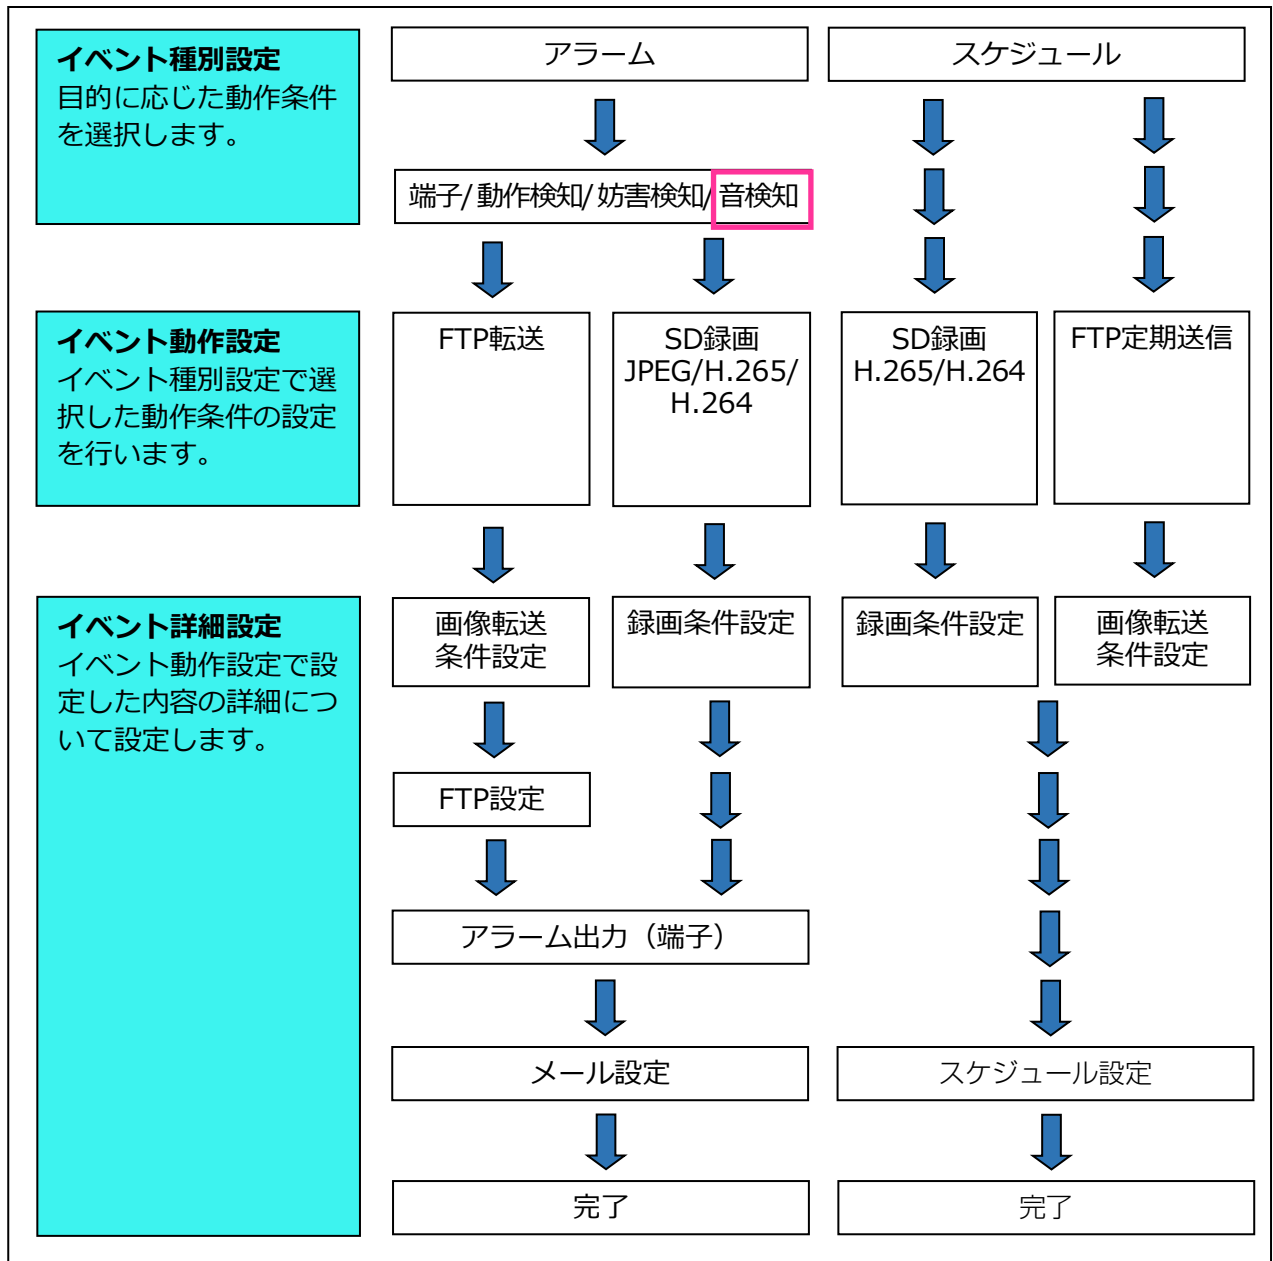 イベント種別設定
目的に応じた動作条件
を選択します。
アラーム
スケジュール
端子/動作検知/妨害検知/音検知
イベント動作設定
イベント種別設定で選
択した動作条件の設定
を行います。
FTP転送
SD録画
JPEG/H.265/
H.264
SD録画
H.265/H.264
FTP定期送信
イベント詳細設定
イベント動作設定で設
定した内容の詳細につ
いて設定します。
画像転送
条件設定
録画条件設定
録画条件設定
画像転送
条件設定
FTP設定
アラーム出力（端子）
メール設定
スケジュール設定
完了
完了